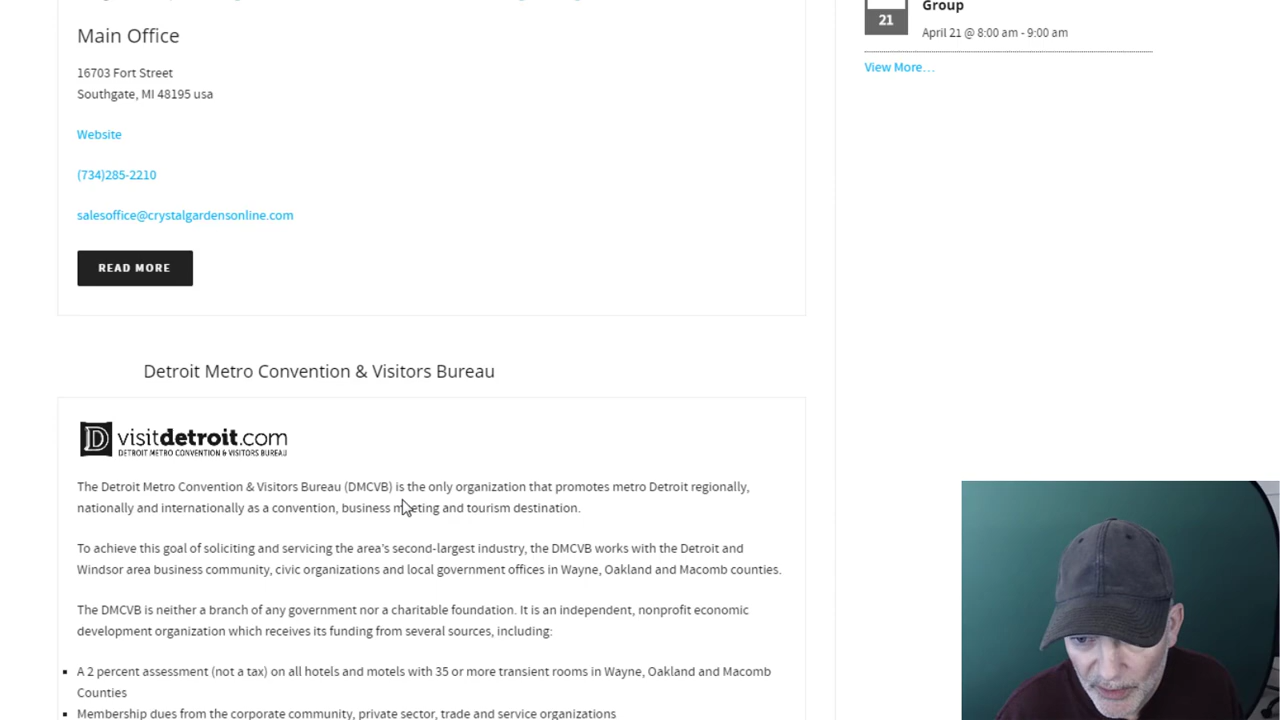 Group
21
April 21 @ 8:00 am - 9:00 am
View More...
Main Office
16703 Fort Street
Southgate, MI 48195 usa
Website
(734)285-2210
salesoffice@crystalgardensonline.com
READ MORE
Detroit Metro Convention & Visitors Bureau
D visitdetroit.com
DETROIT METRO CONVENTION & VISITORS BUREAU
The Detroit Metro Convention & Visitors Bureau (DMCVB) is the only organization that promotes metro Detroit regionally,
nationally and internationally as a convention, business meeting and tourism destination.
To achieve this goal of soliciting and servicing the area's second-largest industry, the DMCVB works with the Detroit and
Windsor area business community, civic organizations and local government offices in Wayne, Oakland and Macomb counties.
The DMCVB is neither a branch of any government nor a charitable foundation. It is an independent, nonprofit economic
development organization which receives its funding from several sources, including:
A 2 percent assessment (not a tax) on all hotels and motels with 35 or more transient rooms in Wayne, Oakland and Macomb
Counties
Membership dues from the corporate community, private sector, trade and service organizations